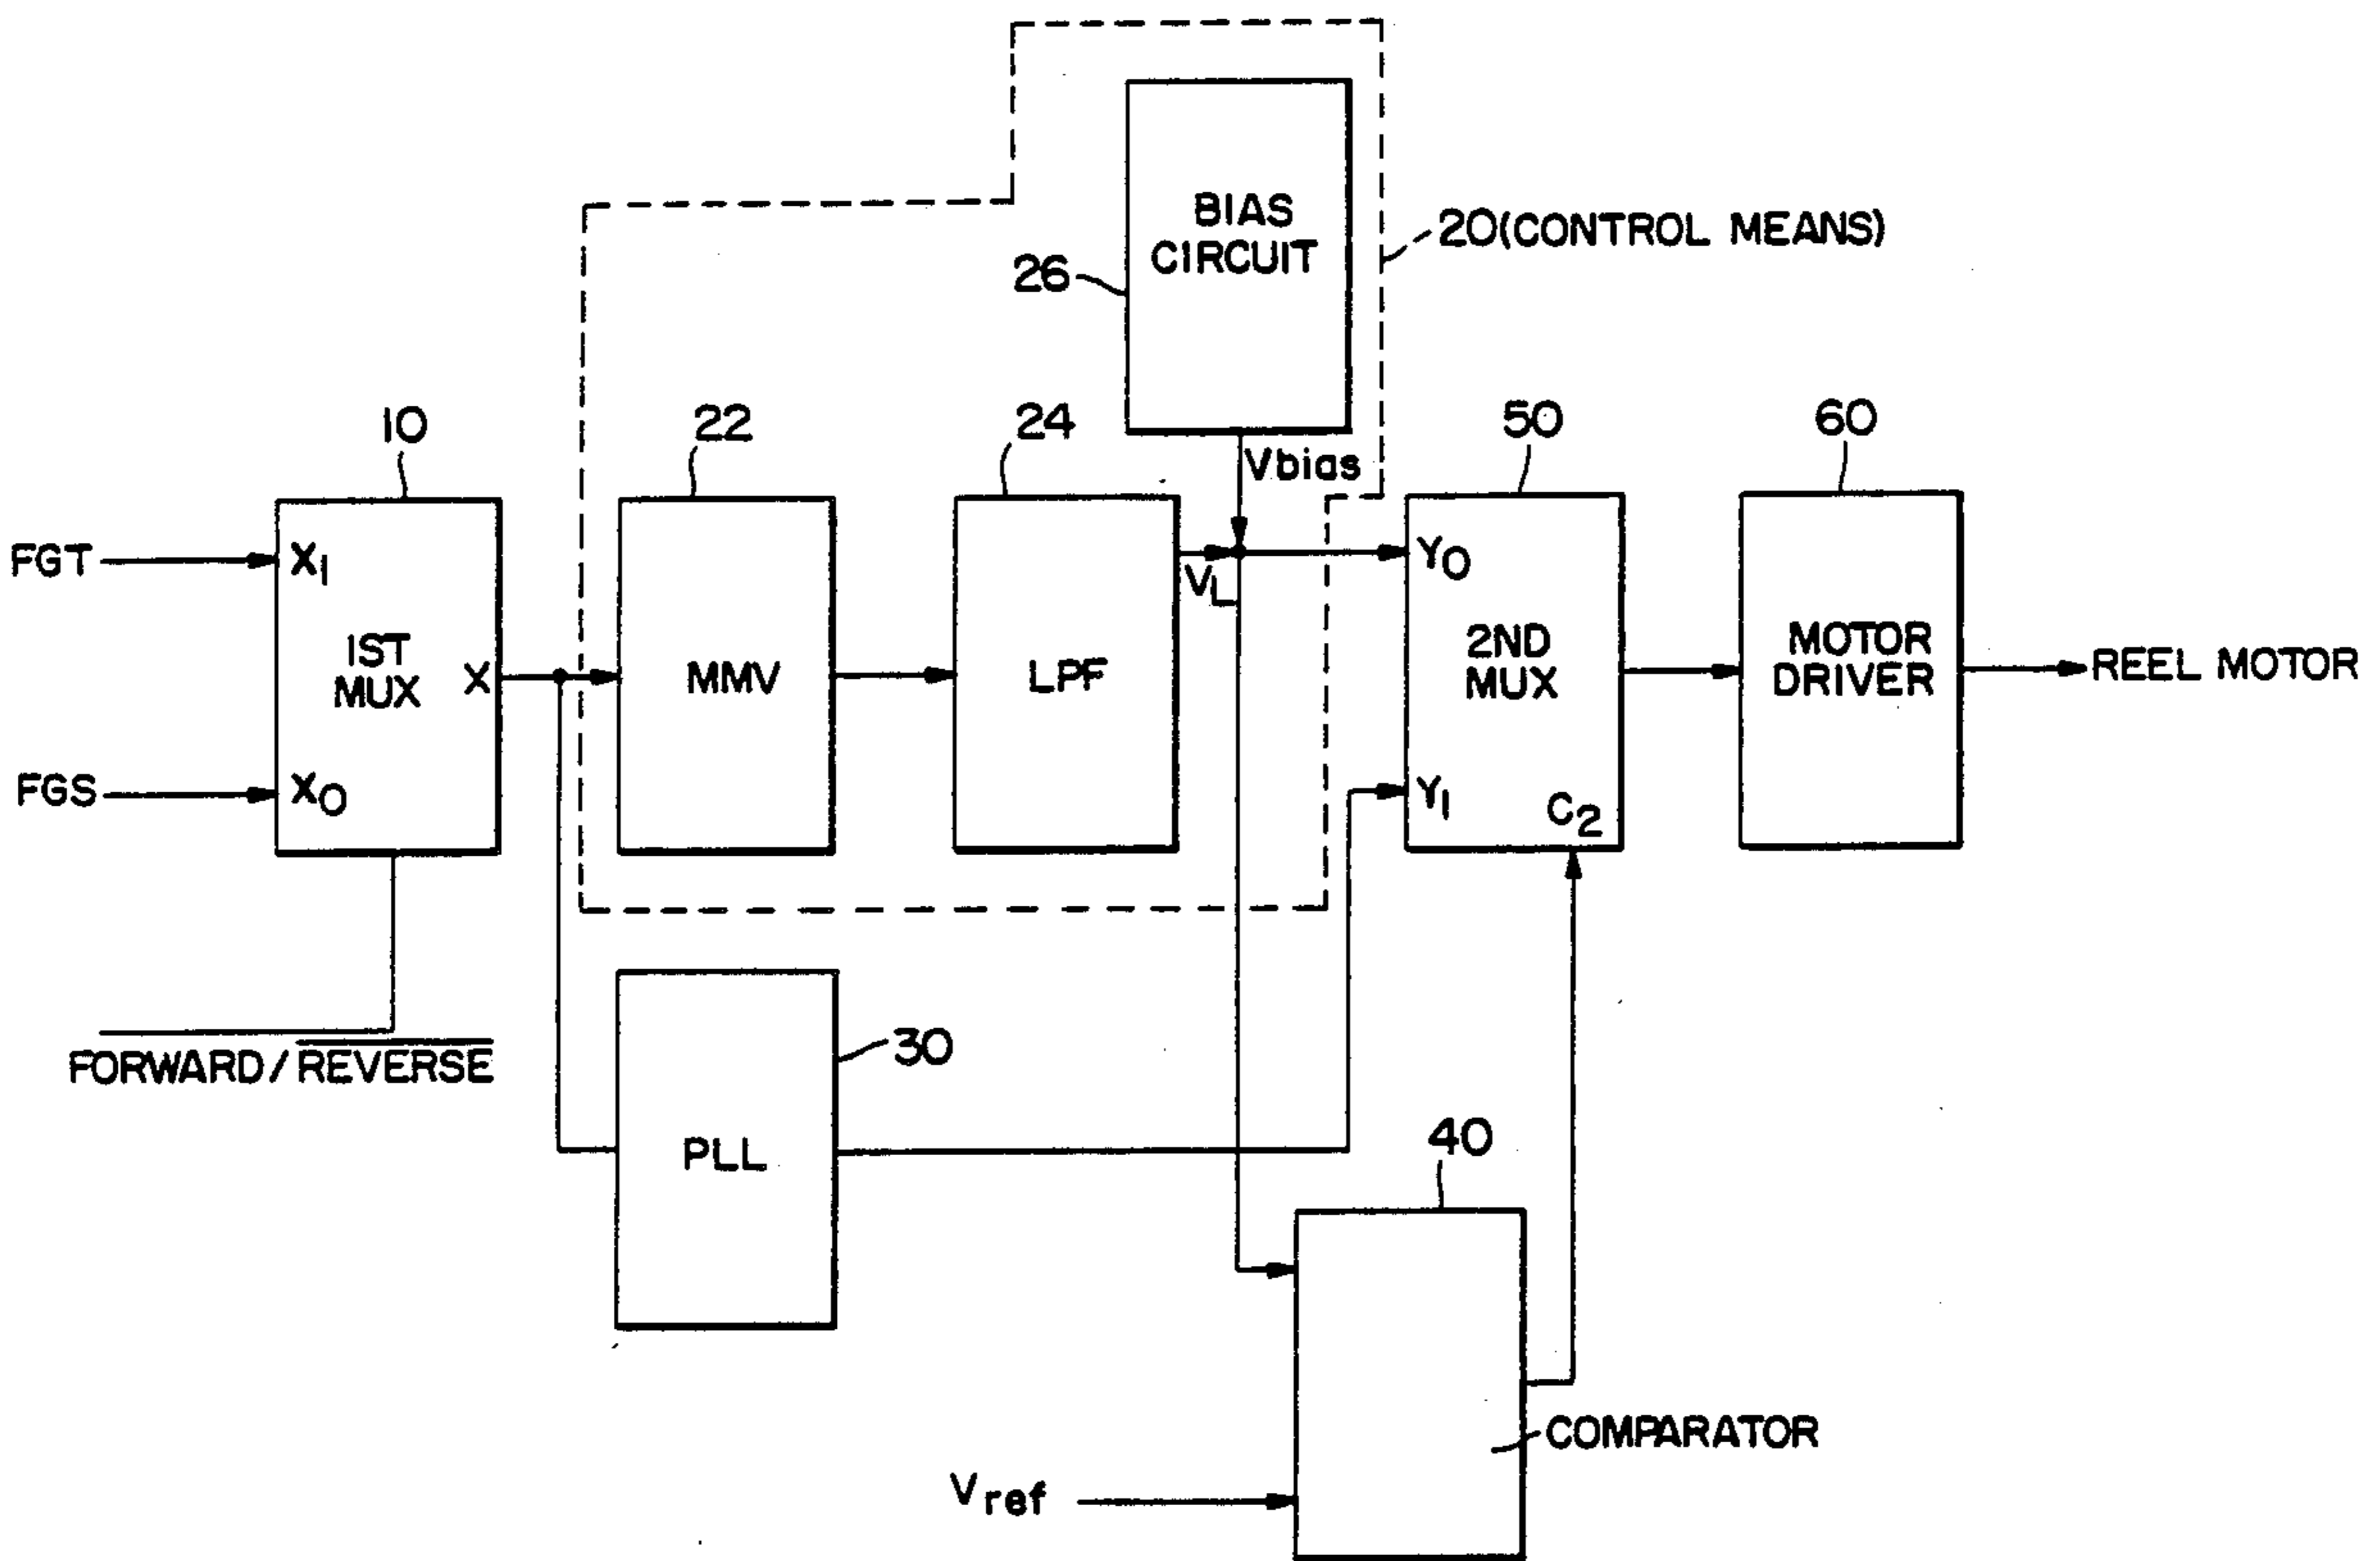 BIAS
CIRCUIT
26
20(CONTROL MEANS)
Vbias
10
22
24
50
60
FGT
X1
1ST
MUX
X
FGS
X0
MMV
LPF
VL
Y0
2ND
MUX
Y1
C2
MOTOR
DRIVER
REEL MOTOR
FORWARD/REVERSE
30
PLL
40
COMPARATOR
Vref